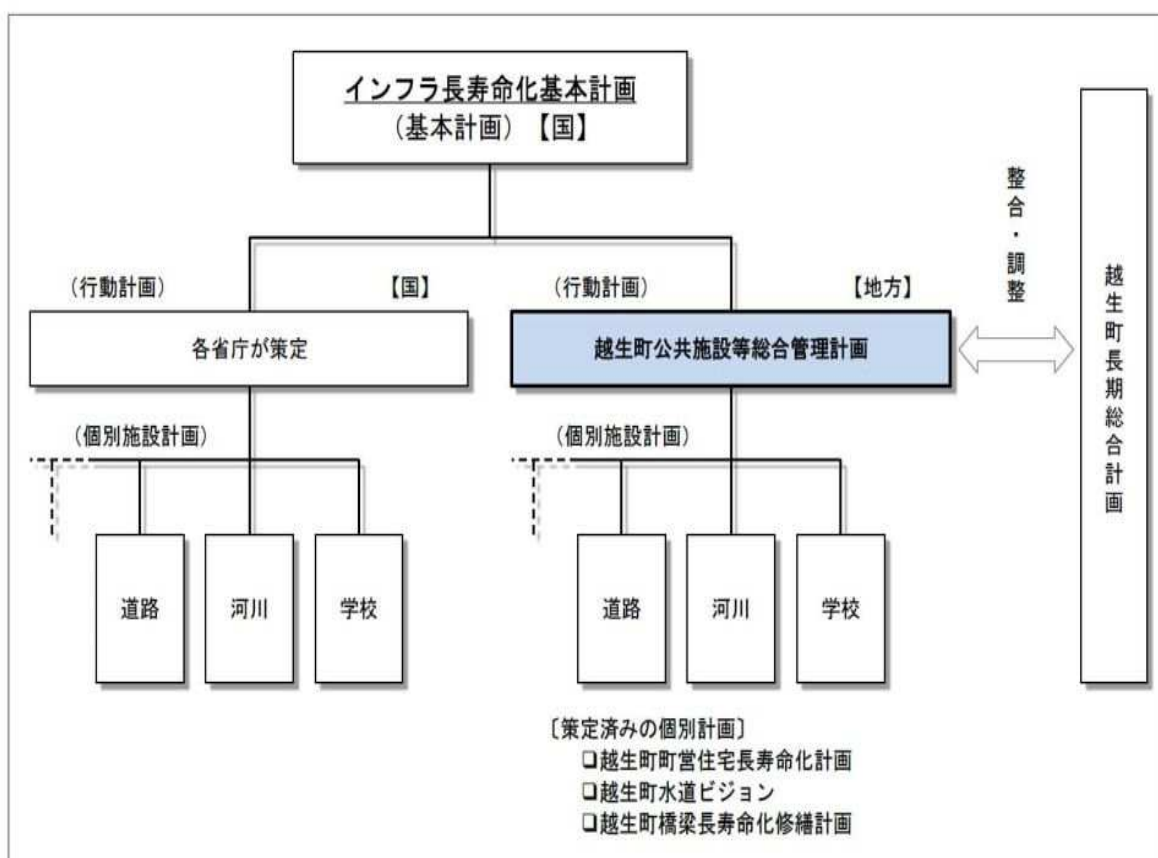 インフラ長寿命化基本計画
（基本計画）【国】
（行動計画）
【国】
各省庁が策定
（個別施設計画）
道路
河川
学校
（行動計画）
【地方】
越生町公共施設等総合管理計画
（個別施設計画）
道路
河川
学校
〔策定済みの個別計画〕
❑越生町町営住宅長寿命化計画
❑越生町水道ビジョン
❑越生町橋梁長寿命化修繕計画
整合・調整
越生町長期総合計画